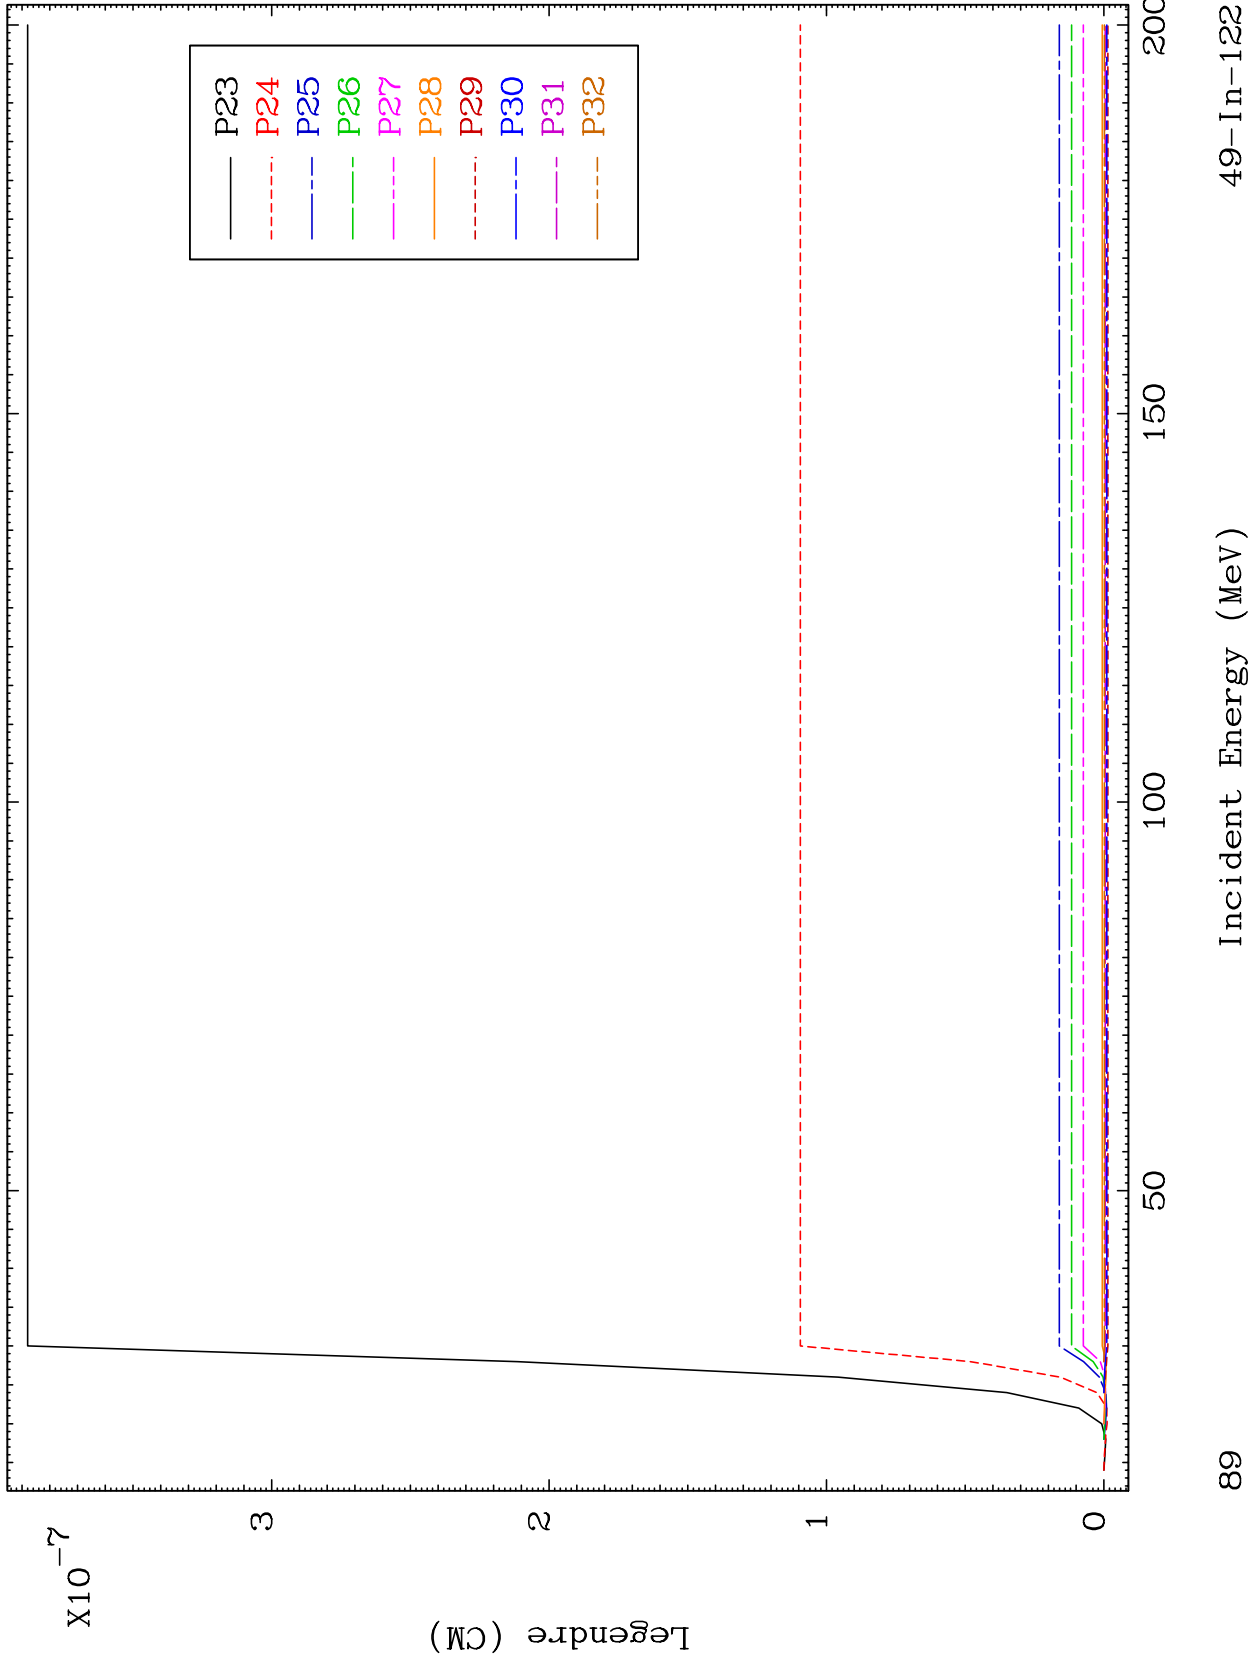 X10-7
3
2
1
0
Legendre (CM)
P23
P24
P25
P26
P27
P28
P29
P30
P31
P32
50
100
150
200
Incident Energy (MeV)
89
49-In-122